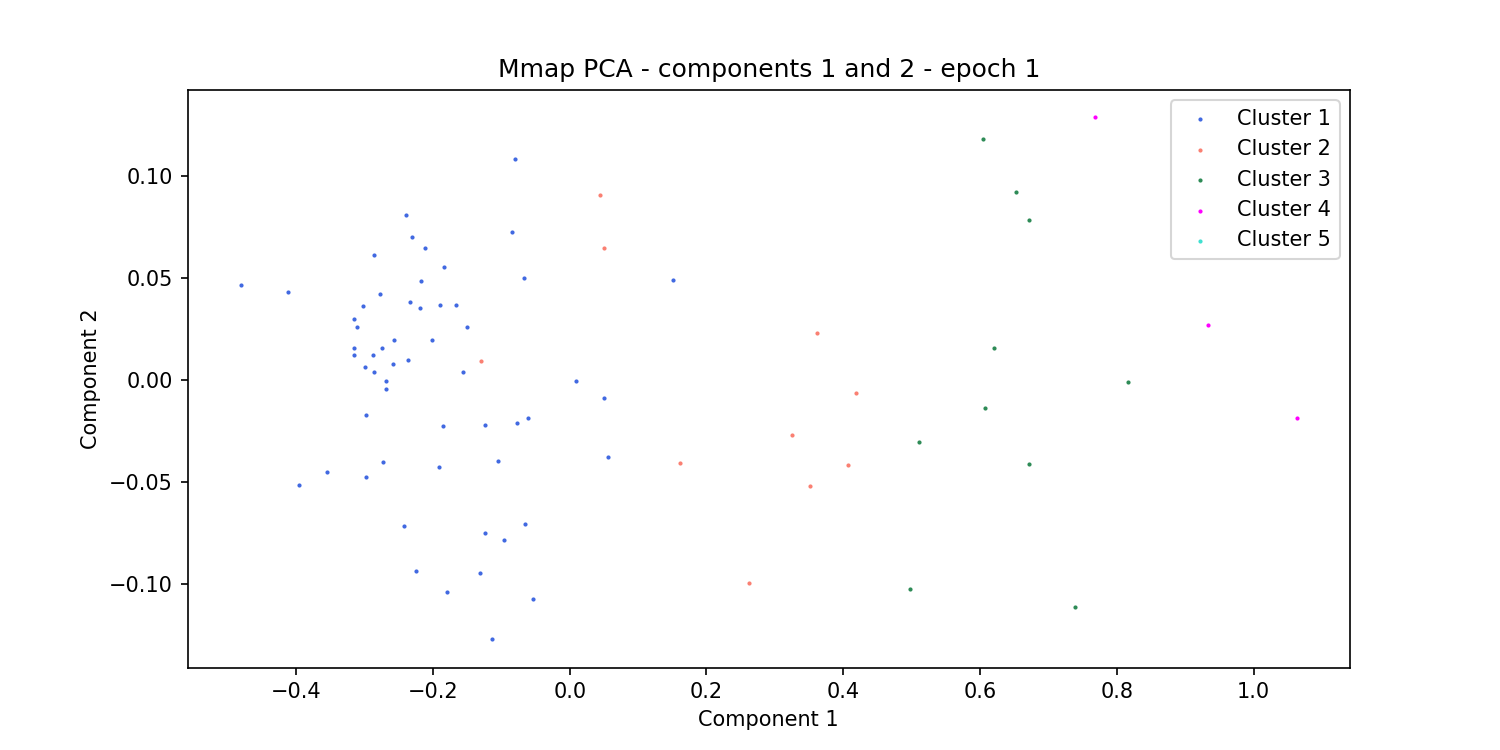 Mmap PCA - components 1 and 2 - epoch 1
Cluster 1
Cluster 2
Cluster 3
Cluster 4
Cluster 5
Component 2
0.10
0.05
0.00
−0.05
−0.10
−0.4
−0.2
0.0
0.2
0.4
0.6
0.8
1.0
Component 1